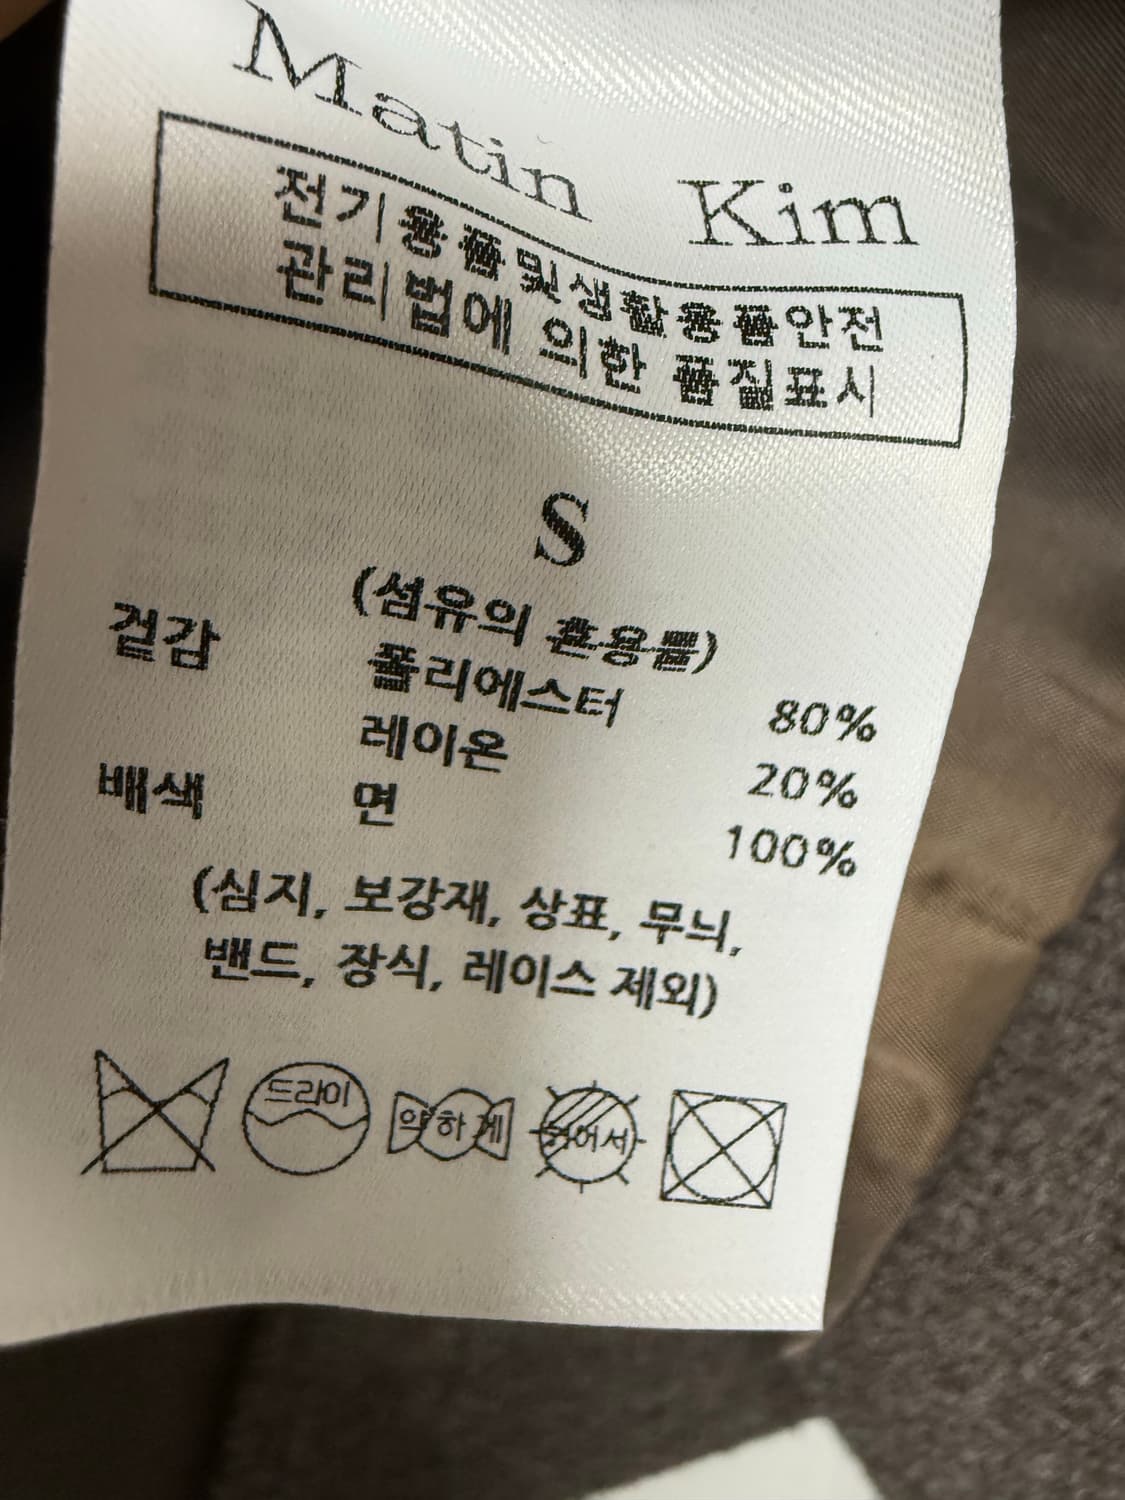 Matin Kim
전기용품및생활용품안전
관리법에 의한 품질표시
S
(섬유의 혼용률)
겉감 폴리에스터 80%
레이온 20%
배색 면 100%
(심지, 보강재, 상표, 무늬,
밴드, 장식, 레이스 제외)
드라이 약하게 뉘어서